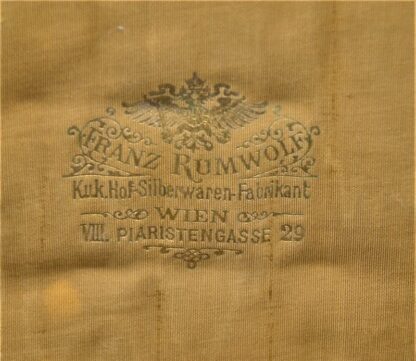 FRANZ RUMWOLF
K.u.k. Hof-Silberwaren-Fabrikant
WIEN
VIII. PIARISTENGASSE 29